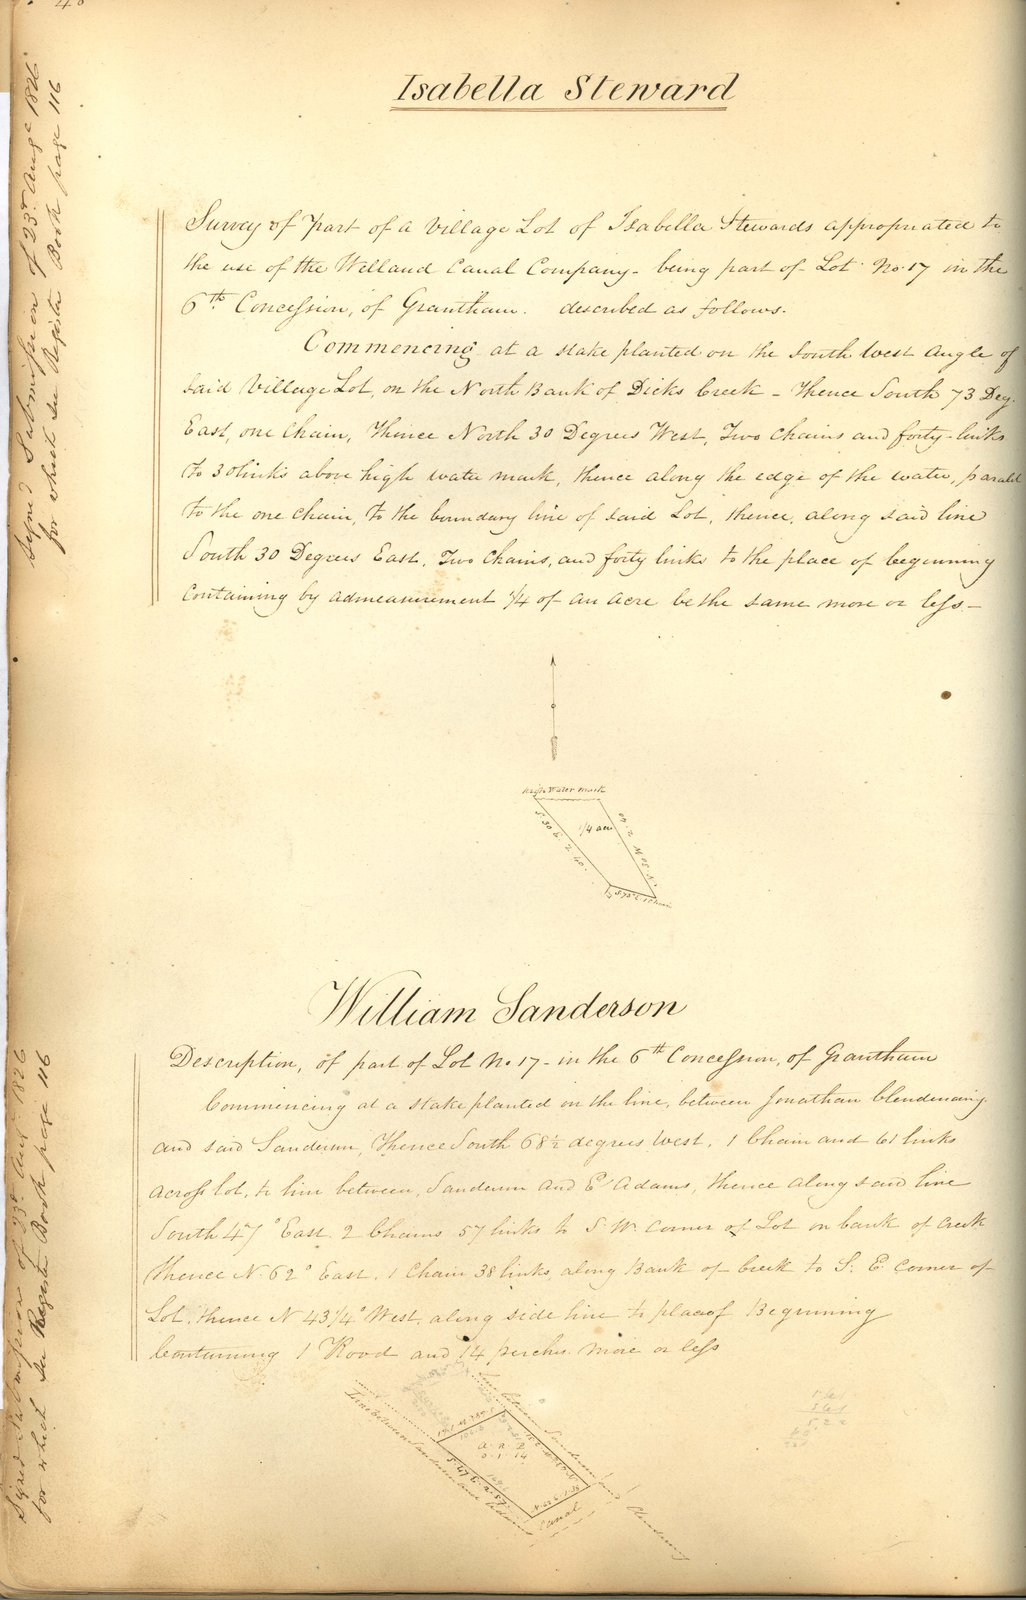 Isabella Steward
Signed Submission of 23rd Augt 1826
for which see Register Book page 116
Survey of part of a Village Lot of Isabella Stewards appropriated to
the use of the Welland Canal Company - being part of Lot No. 17 in the
6th Concession, of Grantham. described as follows.
Commencing at a stake planted on the South West Angle of
said Village Lot, on the North Bank of Dicks Creek - Thence South 73 Deg.
East, one Chain, Thence North 30 Degrees West, Two Chains and forty-links
To 30 links above high water mark, thence along the edge of the water, paralel
to the one Chain, To the boundary line of said Lot, thence, along said line
South 30 Degrees East, Two Chains, and forty links to the place of beginning
Containing by admeasurement 1/4 of an acre be the same more or less -
high Water mark
S. 30 E. 2. 40.
1/4 acre
N. 30 W. 2. 40
S 73 E. 1 Chain
William Sanderson
Signed Submission of 23rd Augt 1826
for which See Register Book page 116
Description, of part of Lot No. 17 - in the 6th Concession, of Grantham
Commencing at a stake planted on the line, between Jonathan Clendening
and said Sanderson, Thence South 68 1/2 degrees West, 1 Chain and 61 links
across lot, to line between, Sanderson and E Adams, thence along said line
South 47° East. 2 Chains 57 links to S. W. Corner of Lot on bank of creek
Thence N. 62° East, 1 Chain 38 links, along Bank of Creek to S. E. Corner of
Lot, thence N 43 1/4° West, along side line to place of Beginning
Containing 1 Rood and 14 perches more or less
Line between Sanderson and Clendening
Line between Sanderson and Adams
A. R. P.
0. 1. 14.
S. 47 E. 2. 57
N 62 E. 1. 38
Canal